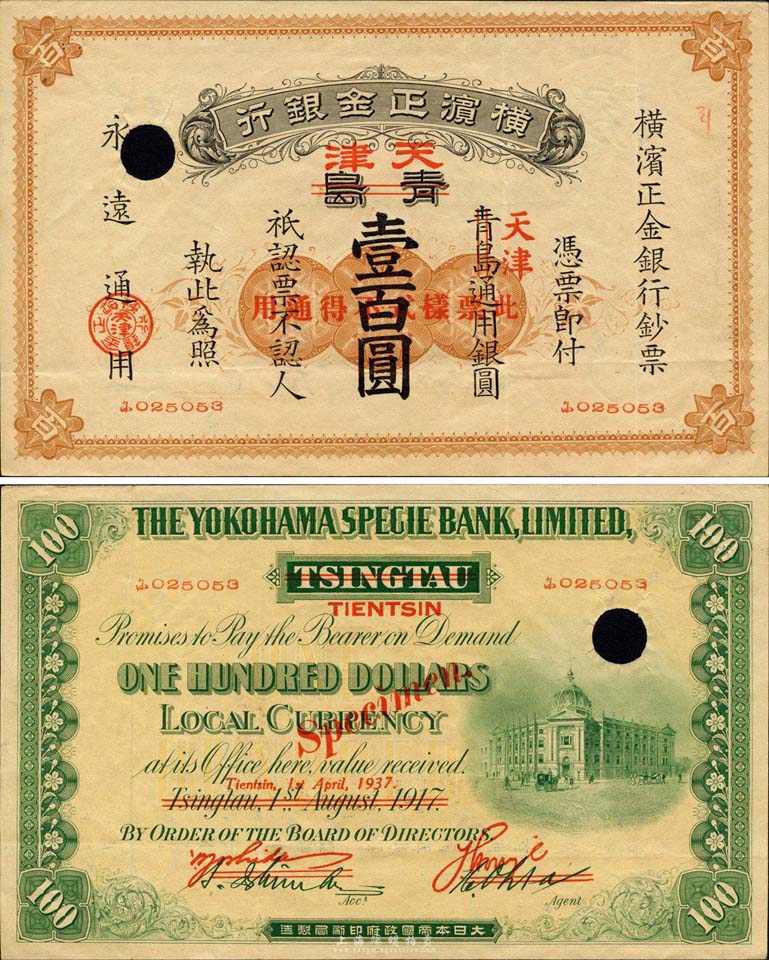 百
百
行銀金正濱橫
津天
島青
橫濱正金銀行鈔票
憑票卽付
天津
青島通用銀圓
壹百圓
祇認票不認人
執此爲照
永遠通用
用通得不式樣票此
025053
025053
百
百
100
THE YOKOHAMA SPECIE BANK, LIMITED,
100
025053
TSINGTAU
025053
TIENTSIN
Promises to Pay the Bearer on Demand
ONE HUNDRED DOLLARS
Specimen.
LOCAL CURRENCY
at its Office here, value received.
Tientsin, 1st April, 1937.
Tsingtau, 1st August, 1917.
BY ORDER OF THE BOARD OF DIRECTORS.
Acct.
Agent
100
100
造製局刷印府政國帝本日大